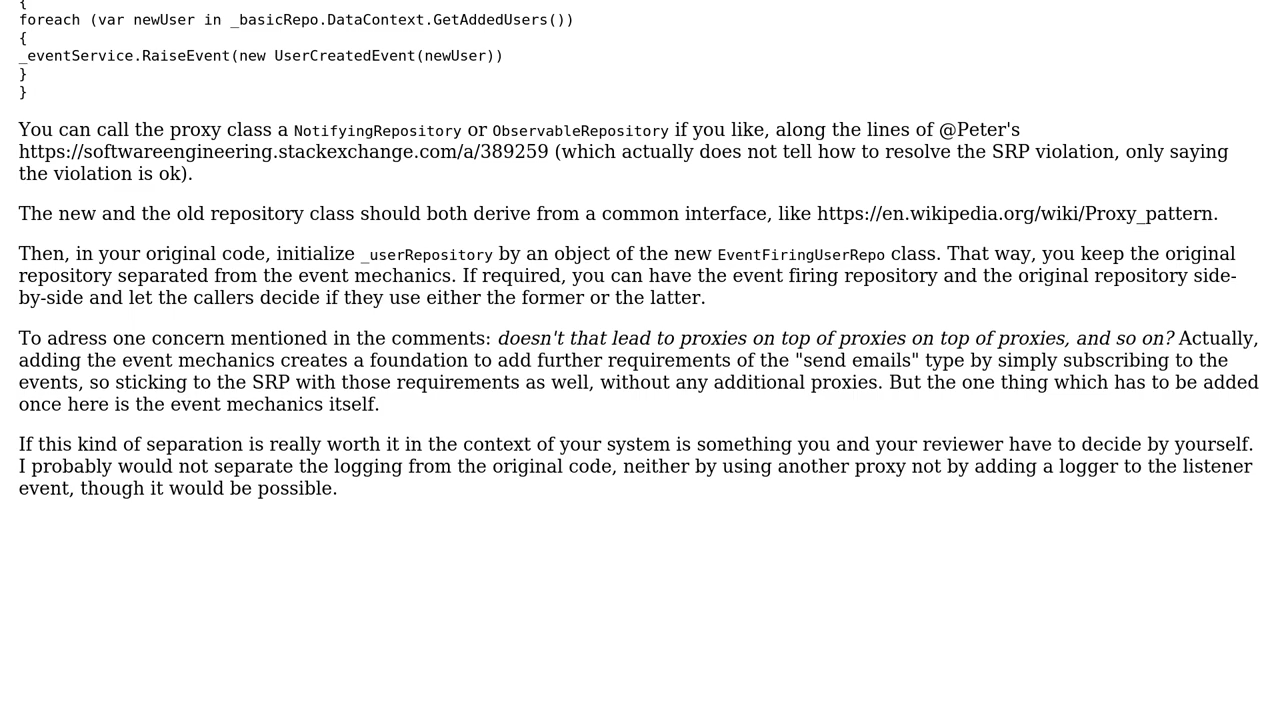 {
foreach (var newUser in _basicRepo.DataContext.GetAddedUsers())
{
_eventService.RaiseEvent(new UserCreatedEvent(newUser))
}
}
You can call the proxy class a NotifyingRepository or ObservableRepository if you like, along the lines of @Peter's
https://softwareengineering.stackexchange.com/a/389259 (which actually does not tell how to resolve the SRP violation, only saying
the violation is ok).
The new and the old repository class should both derive from a common interface, like https://en.wikipedia.org/wiki/Proxy_pattern.
Then, in your original code, initialize _userRepository by an object of the new EventFiringUserRepo class. That way, you keep the original
repository separated from the event mechanics. If required, you can have the event firing repository and the original repository side-
by-side and let the callers decide if they use either the former or the latter.
To adress one concern mentioned in the comments: doesn't that lead to proxies on top of proxies on top of proxies, and so on? Actually,
adding the event mechanics creates a foundation to add further requirements of the "send emails" type by simply subscribing to the
events, so sticking to the SRP with those requirements as well, without any additional proxies. But the one thing which has to be added
once here is the event mechanics itself.
If this kind of separation is really worth it in the context of your system is something you and your reviewer have to decide by yourself.
I probably would not separate the logging from the original code, neither by using another proxy not by adding a logger to the listener
event, though it would be possible.